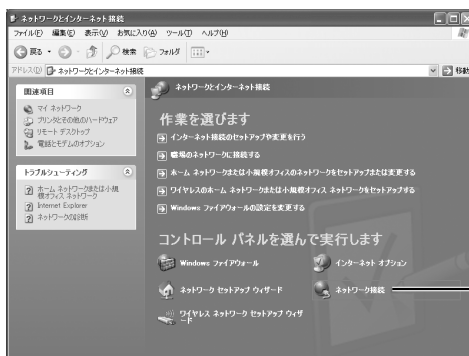 ネットワークとインターネット接続
ファイル(F) 編集(E) 表示(V) お気に入り(A) ツール(T) ヘルプ(H)
戻る 検索 フォルダ
アドレス(D) ネットワークとインターネット接続 移動
関連項目
マイ ネットワーク
プリンタとその他のハードウェア
リモート デスクトップ
電話とモデムのオプション
トラブルシューティング
ホーム ネットワークまたは小規
模オフィス ネットワーク
Internet Explorer
ネットワークの診断
ネットワークとインターネット接続
作業を選びます
インターネット接続のセットアップや変更を行う
職場のネットワークに接続する
ホーム ネットワークまたは小規模オフィスのネットワークをセットアップまたは変更する
ワイヤレスのホーム ネットワークまたは小規模オフィス ネットワークをセットアップする
Windows ファイアウォールの設定を変更する
コントロール パネルを選んで実行します
Windows ファイアウォール インターネット オプション
ネットワーク セットアップ ウィザード ネットワーク接続
ワイヤレス ネットワーク セットアップ ウィザ
ード